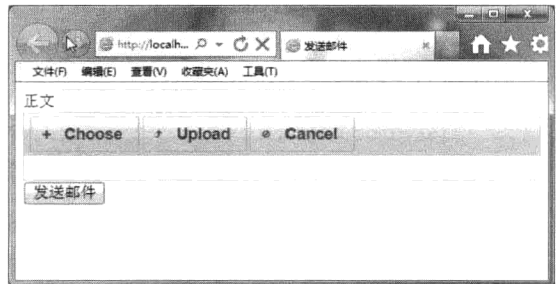 http://localh...
发送邮件
×
文件(F) 编辑(E) 查看(V) 收藏夹(A) 工具(T)
正文
+ Choose Upload Cancel
发送邮件